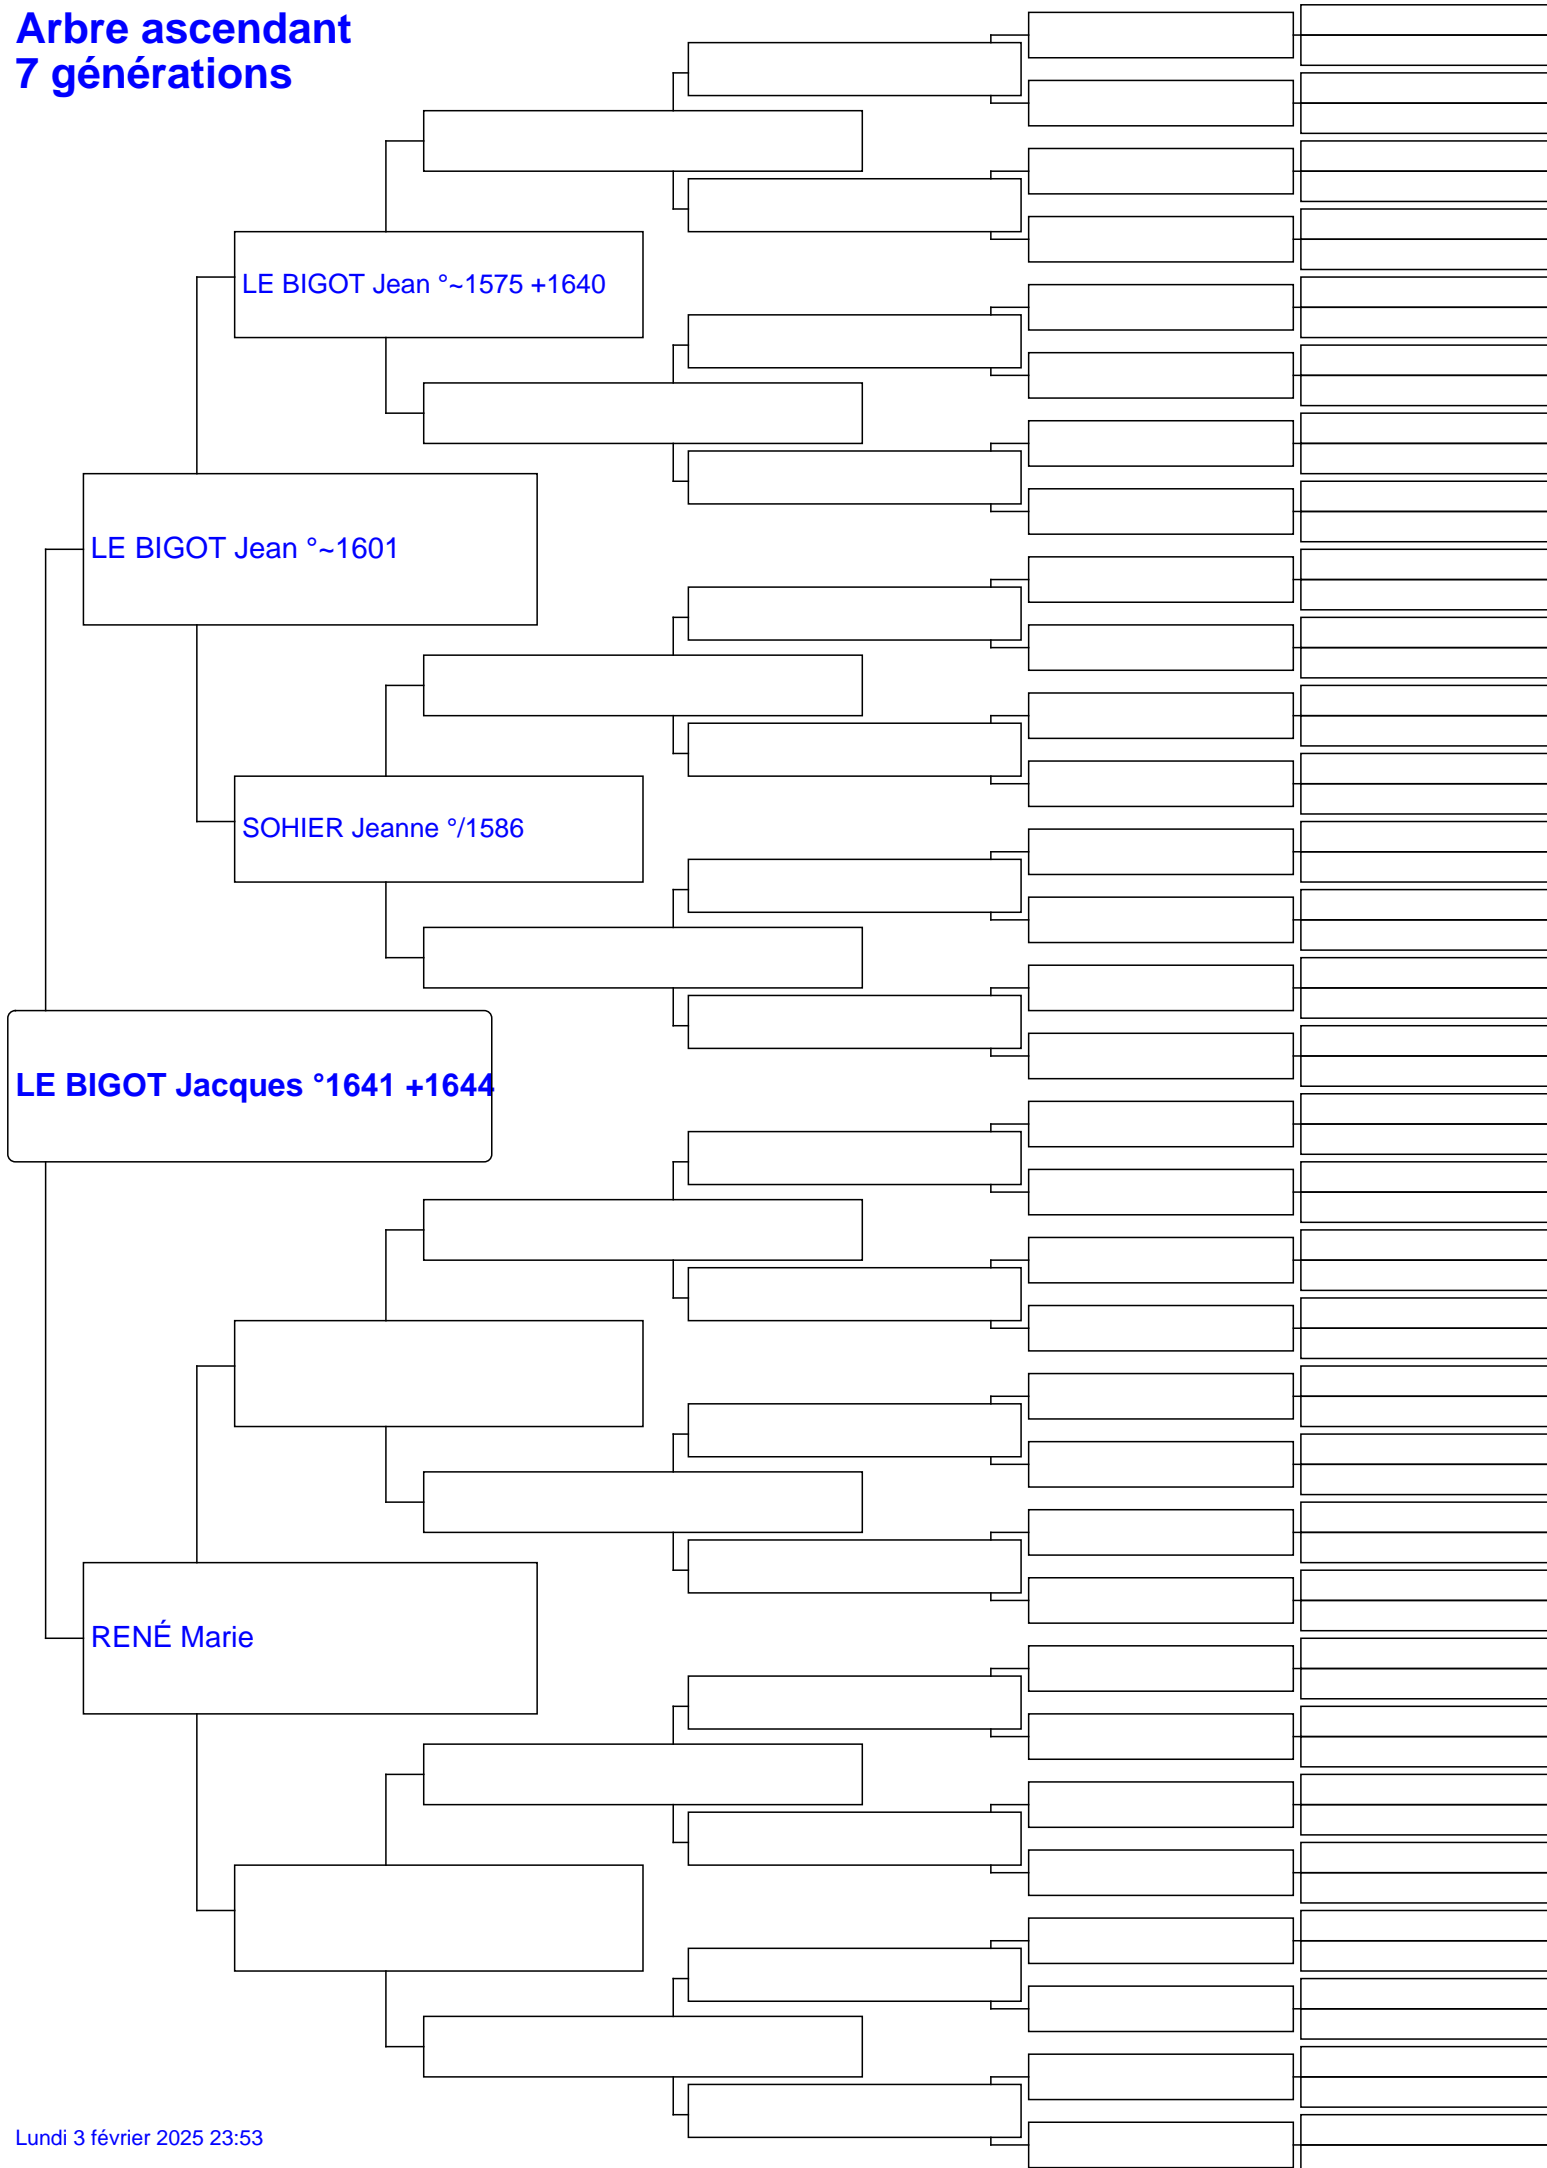 Arbre ascendant
7 générations
LE BIGOT Jean °~1575 +1640
LE BIGOT Jean °~1601
SOHIER Jeanne °/1586
LE BIGOT Jacques °1641 +1644
RENÉ Marie
Lundi 3 février 2025 23:53